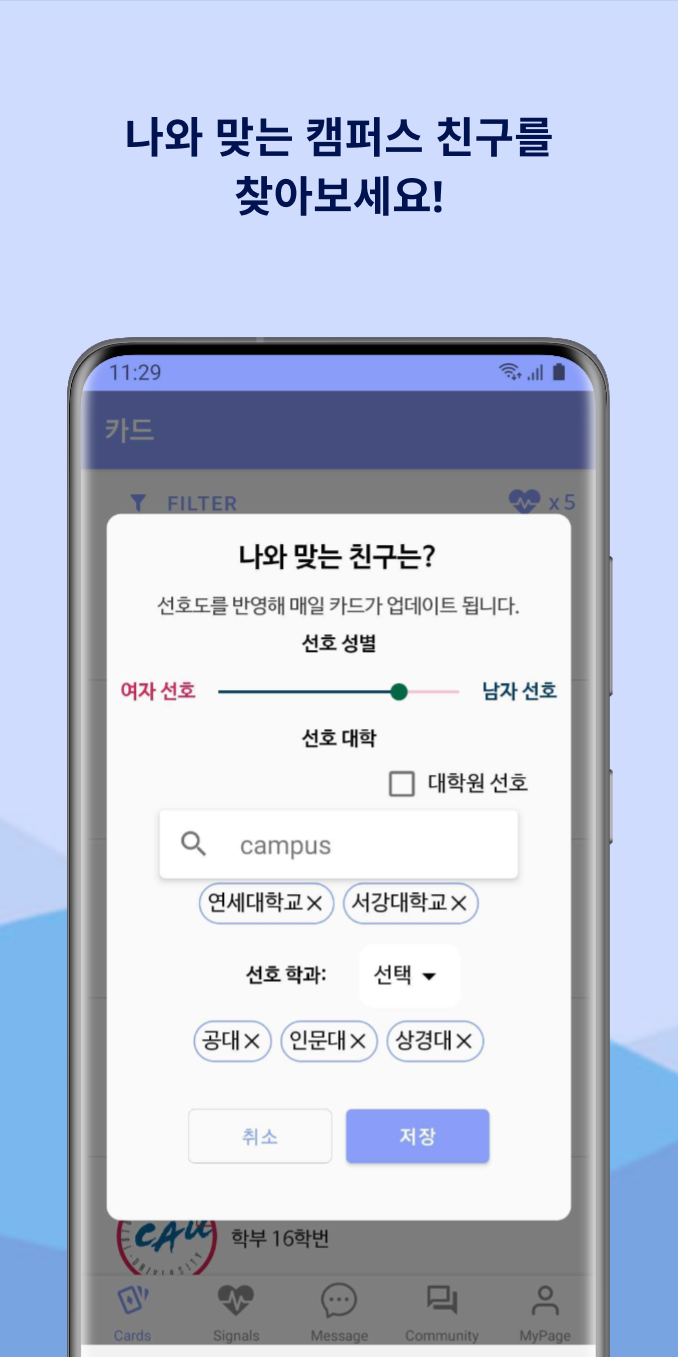 나와 맞는 캠퍼스 친구를
찾아보세요!
11:29
카드
FILTER x 5
나와 맞는 친구는?
선호도를 반영해 매일 카드가 업데이트 됩니다.
선호 성별
여자 선호 남자 선호
선호 대학
대학원 선호
campus
연세대학교 서강대학교
선호 학과: 선택
공대 인문대 상경대
취소 저장
CAU
학부 16학번
UNIVERSITY
Cards Signals Message Community MyPage